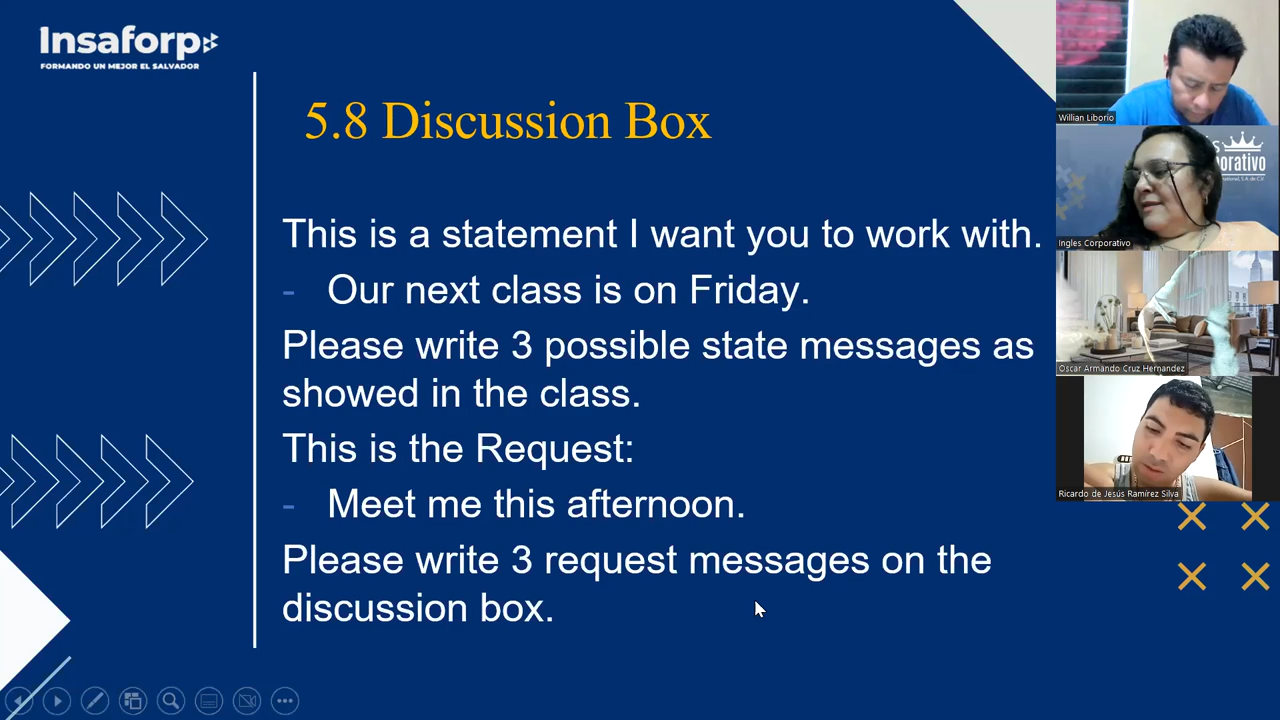 Insaforp
FORMANDO UN MEJOR EL SALVADOR
5.8 Discussion Box
This is a statement I want you to work with.
- Our next class is on Friday.
Please write 3 possible state messages as
showed in the class.
This is the Request:
- Meet me this afternoon.
Please write 3 request messages on the
discussion box.
Willian Liborio
Ingles Corporativo
Oscar Armando Cruz Hernandez
Ricardo de Jesús Ramírez Silva